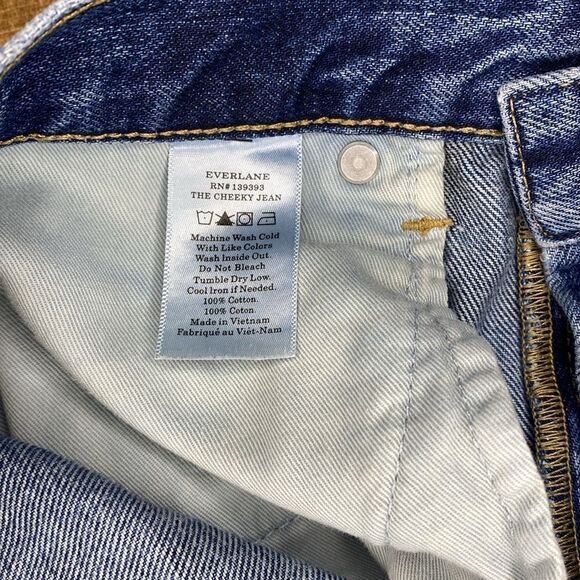 EVERLANE
RN# 139393
THE CHEEKY JEAN
Machine Wash Cold
With Like Colors
Wash Inside Out.
Do Not Bleach
Tumble Dry Low.
Cool Iron if Needed.
100% Cotton.
100% Coton.
Made in Vietnam
Fabriqué au Viêt-Nam